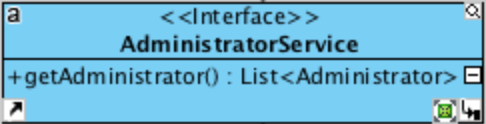 a
<<Interface>>
AdministratorService
+getAdministrator() : List<Administrator>